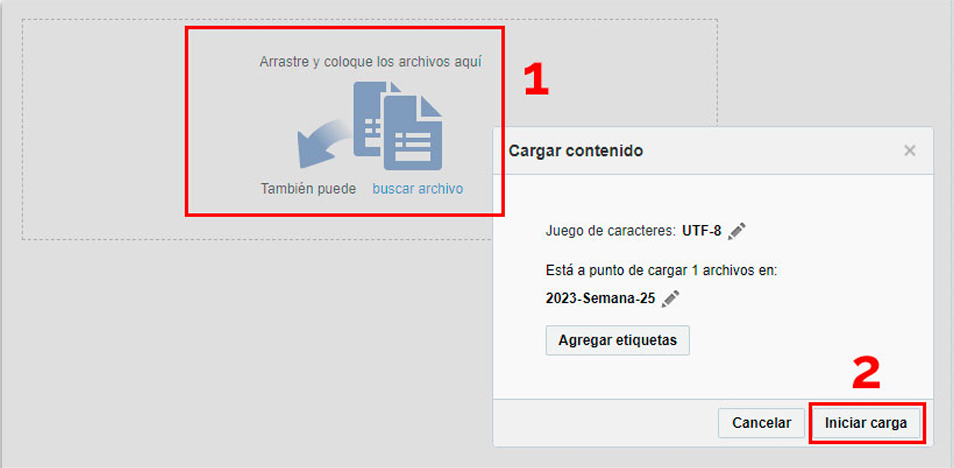 Arrastre y coloque los archivos aquí
1
También puede buscar archivo
Cargar contenido
×
Juego de caracteres: UTF-8
Está a punto de cargar 1 archivos en:
2023-Semana-25
Agregar etiquetas
2
Cancelar Iniciar carga